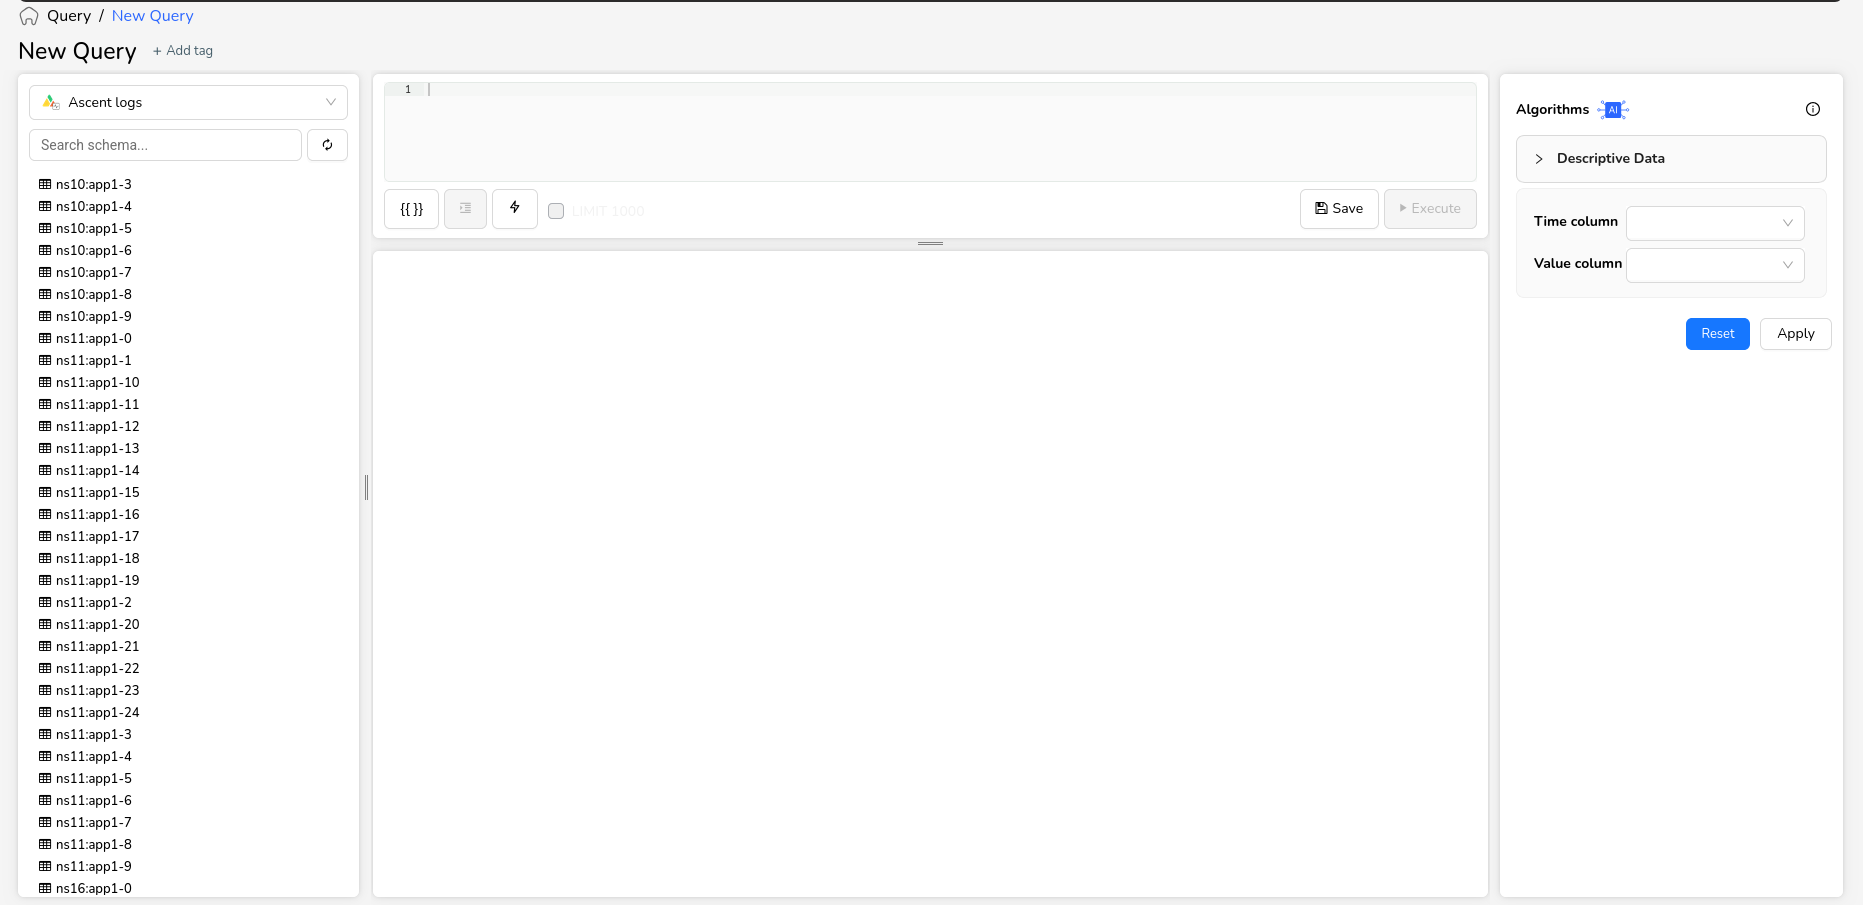 Query / New Query
New Query + Add tag
Ascent logs
Search schema...
ns10:app1-3
ns10:app1-4
ns10:app1-5
ns10:app1-6
ns10:app1-7
ns10:app1-8
ns10:app1-9
ns11:app1-0
ns11:app1-1
ns11:app1-10
ns11:app1-11
ns11:app1-12
ns11:app1-13
ns11:app1-14
ns11:app1-15
ns11:app1-16
ns11:app1-17
ns11:app1-18
ns11:app1-19
ns11:app1-2
ns11:app1-20
ns11:app1-21
ns11:app1-22
ns11:app1-23
ns11:app1-24
ns11:app1-3
ns11:app1-4
ns11:app1-5
ns11:app1-6
ns11:app1-7
ns11:app1-8
ns11:app1-9
ns16:app1-0
1
{{ }} LIMIT 1000 Save Execute
Algorithms AI
Descriptive Data
Time column
Value column
Reset Apply